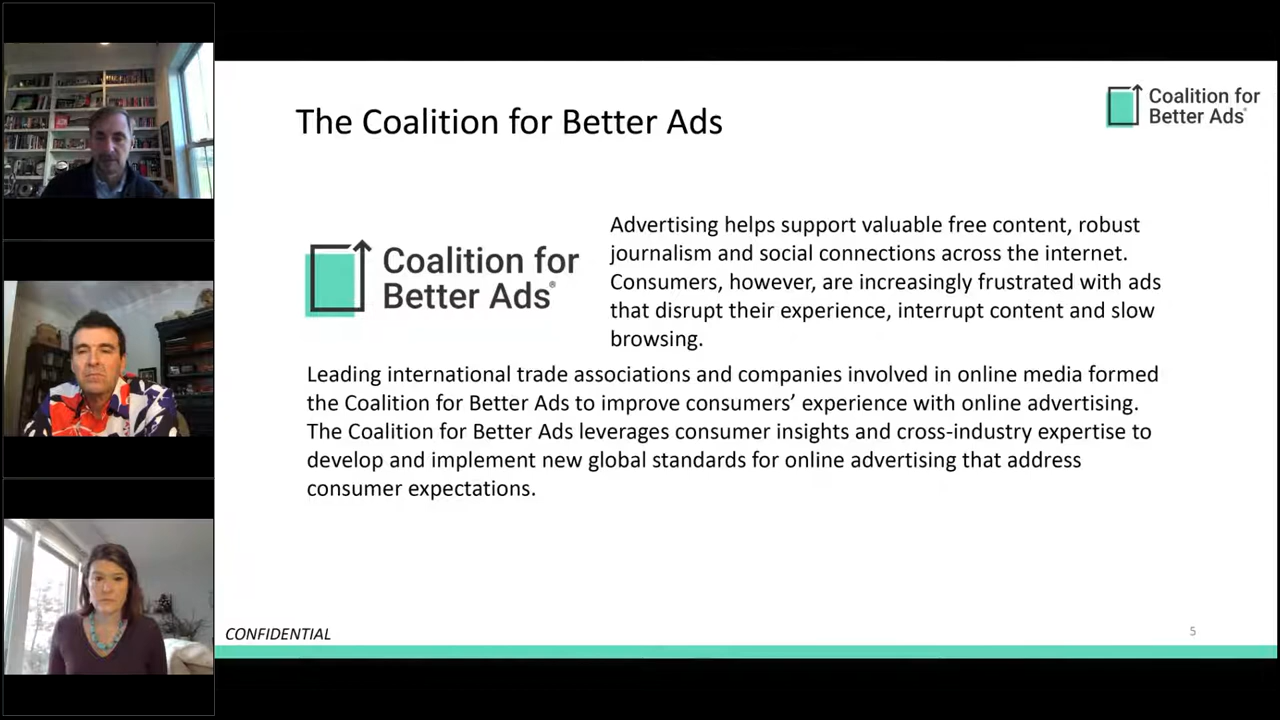 The Coalition for Better Ads
Coalition for
Better Ads®
Coalition for
Better Ads®
Advertising helps support valuable free content, robust
journalism and social connections across the internet.
Consumers, however, are increasingly frustrated with ads
that disrupt their experience, interrupt content and slow
browsing.
Leading international trade associations and companies involved in online media formed
the Coalition for Better Ads to improve consumers’ experience with online advertising.
The Coalition for Better Ads leverages consumer insights and cross-industry expertise to
develop and implement new global standards for online advertising that address
consumer expectations.
CONFIDENTIAL
5